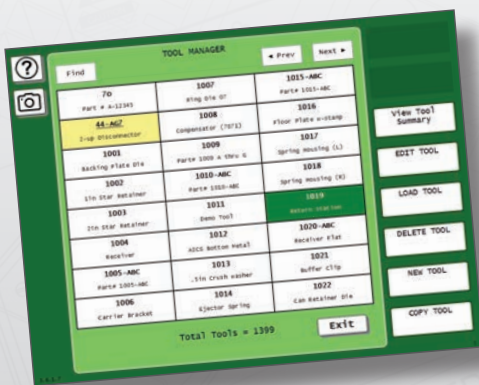 TOOL MANAGER
?
Find
◄ Prev
Next ►
70
Part # A-12345
44-AG7
2-up Disconnector
1001
Backing Plate Die
1002
1in Star Retainer
1003
2in Star Retainer
1004
Receiver
1005-ABC
Part# 1005-ABC
1006
Carrier Bracket
1007
Ring Die 07
1008
Compensator (7071)
1009
Part# 1009 A thru G
1010-ABC
Part# 1010-ABC
1011
Demo Tool
1012
AICS Bottom Metal
1013
.5in Crush Washer
1014
Ejector Spring
1015-ABC
Part# 1015-ABC
1016
Floor Plate w-Stamp
1017
Spring Housing (L)
1018
Spring Housing (R)
1019
Return Station
1020-ABC
Receiver Flat
1021
Buffer Clip
1022
Can Retainer Die
Total Tools = 1399
Exit
View Tool
Summary
EDIT TOOL
LOAD TOOL
DELETE TOOL
NEW TOOL
COPY TOOL